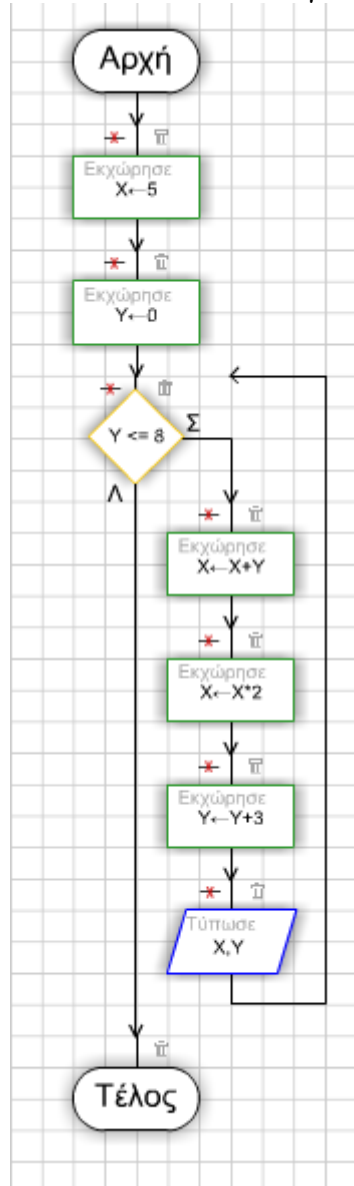 Αρχή
Εκχώρησε
X←5
Εκχώρησε
Y←0
Y <= 8
Σ
Λ
Εκχώρησε
X←X+Y
Εκχώρησε
X←X*2
Εκχώρησε
Y←Y+3
Τύπωσε
X,Y
Τέλος